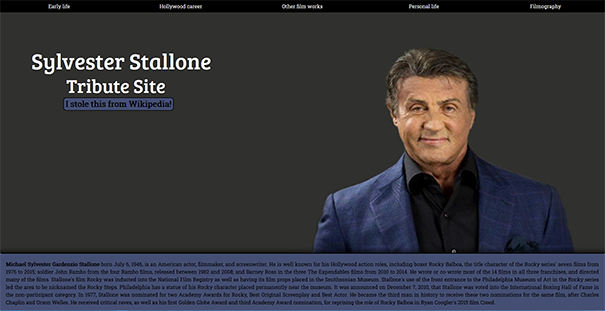 Early life
Hollywood career
Other film works
Personal life
Filmography
Sylvester Stallone
Tribute Site
I stole this from Wikipedia!
Michael Sylvester Gardenzio Stallone born July 6, 1946, is an American actor, filmmaker, and screenwriter. He is well known for his Hollywood action roles, including boxer Rocky Balboa, the title character of the Rocky series' seven films from
1976 to 2015; soldier John Rambo from the four Rambo films, released between 1982 and 2008; and Barney Ross in the three The Expendables films from 2010 to 2014. He wrote or co wrote most of the 14 films in all three franchises, and directed
many of the films. Stallone's film Rocky was inducted into the National Film Registry as well as having its film props placed in the Smithsonian Museum. Stallone's use of the front entrance to the Philadelphia Museum of Art in the Rocky series
led the area to be nicknamed the Rocky Steps. Philadelphia has a statue of his Rocky character placed permanently near the museum. It was announced on December 7, 2010, that Stallone was voted into the International Boxing Hall of Fame in
the non-participant category. In 1977, Stallone was nominated for two Academy Awards for Rocky, Best Original Screenplay and Best Actor. He became the third man in history to receive these two nominations for the same film, after Charles
Chaplin and Orson Welles. He received critical raves, as well as his first Golden Globe Award and third Academy Award nomination, for reprising the role of Rocky Balboa in Ryan Coogler's 2015 film Creed.